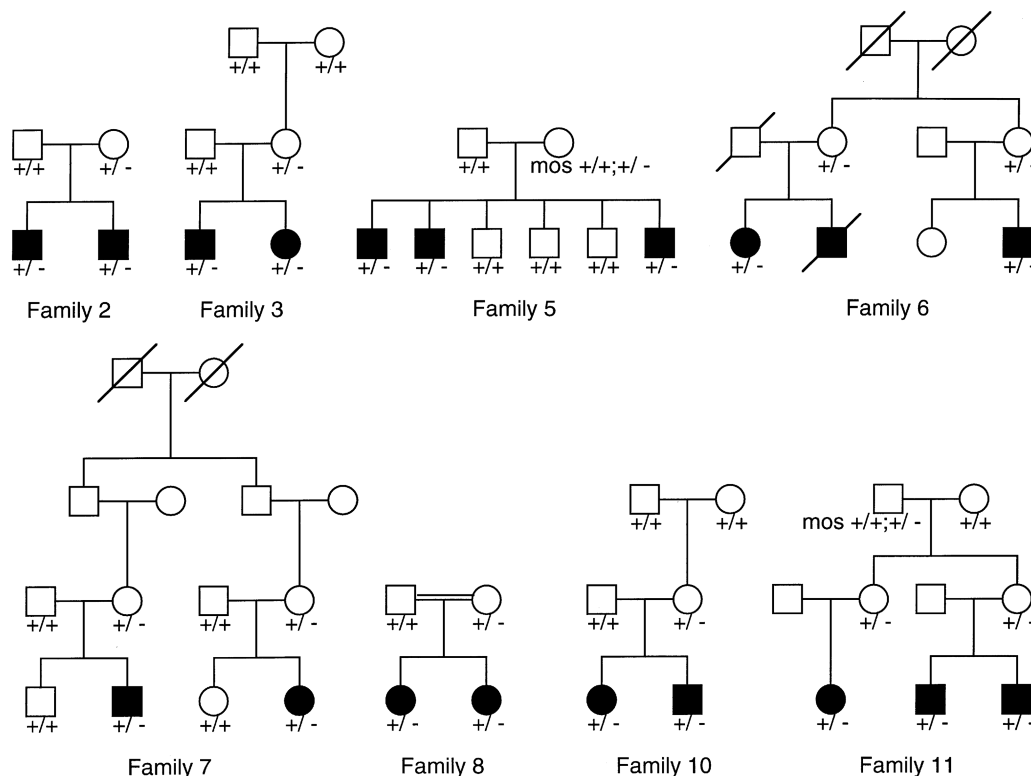 +/+ +/+
+/+ +/ - +/+ +/ - +/+ mos +/+;+/ - +/ - +/ -
+/ - +/ - +/ - +/ - +/ - +/ - +/+ +/+ +/+ +/ - +/ - +/ -
Family 2 Family 3 Family 5 Family 6
+/+ +/+ mos +/+;+/ - +/+
+/+ +/ - +/+ +/ - +/+ +/ - +/+ +/ - +/ - +/ -
+/+ +/ - +/+ +/ - +/ - +/ - +/ - +/ - +/ - +/ - +/ -
Family 7 Family 8 Family 10 Family 11